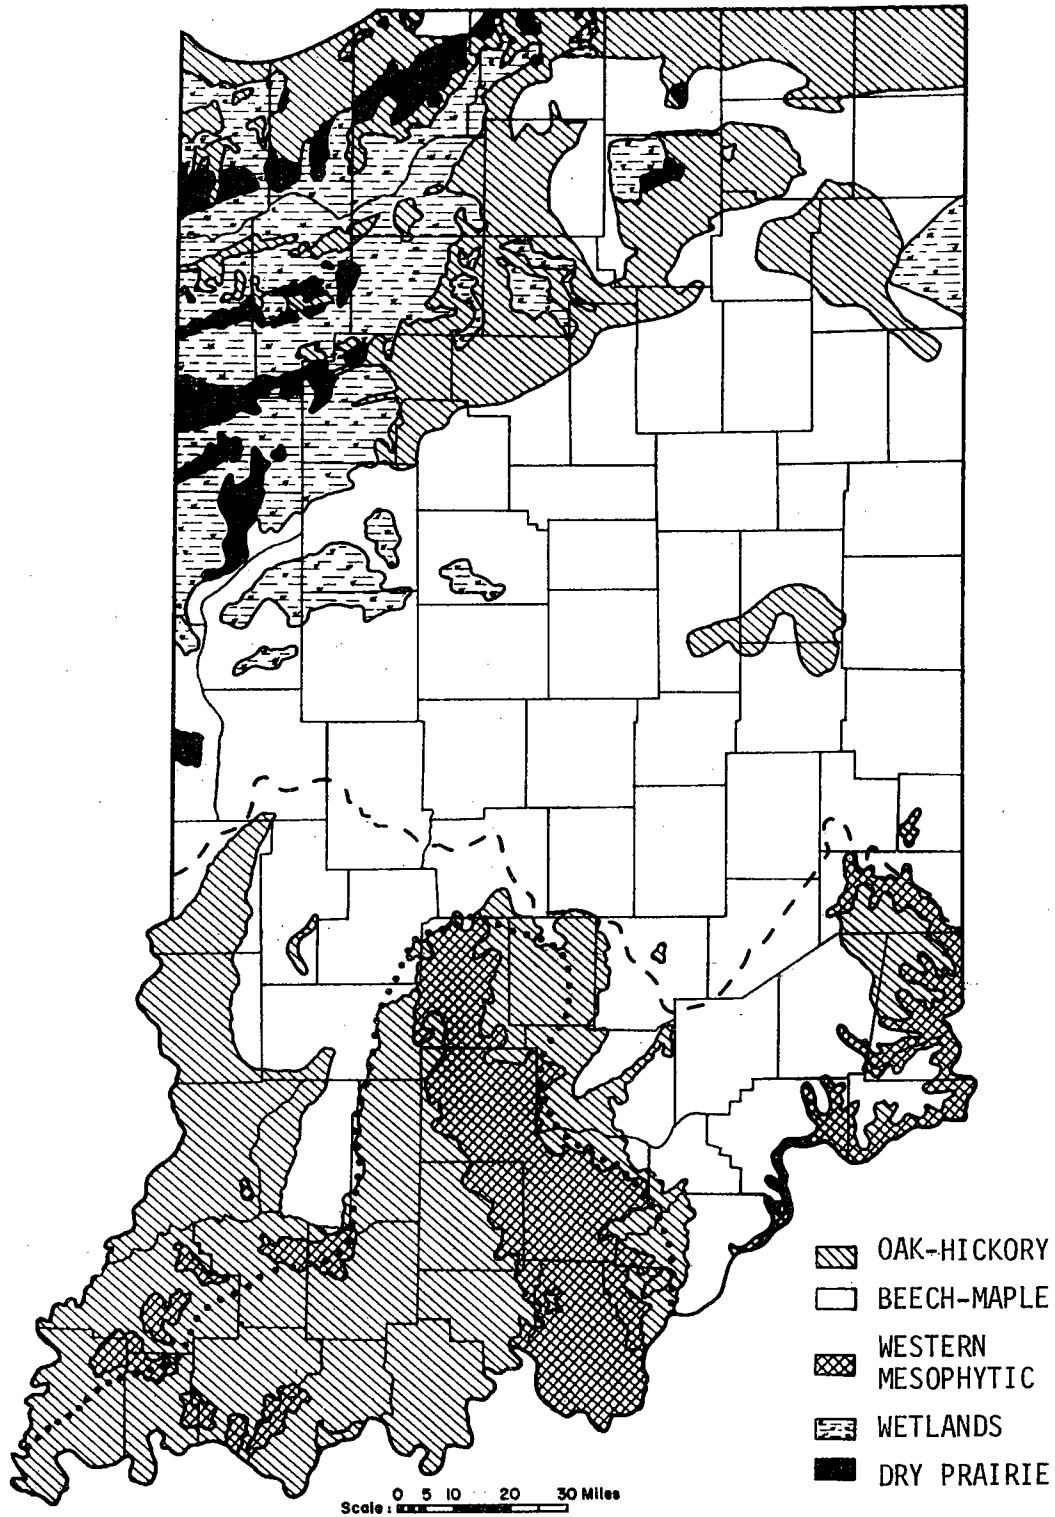 OAK-HICKORY
BEECH-MAPLE
WESTERN
MESOPHYTIC
WETLANDS
DRY PRAIRIE
0 5 10 20 30 Miles
Scale: